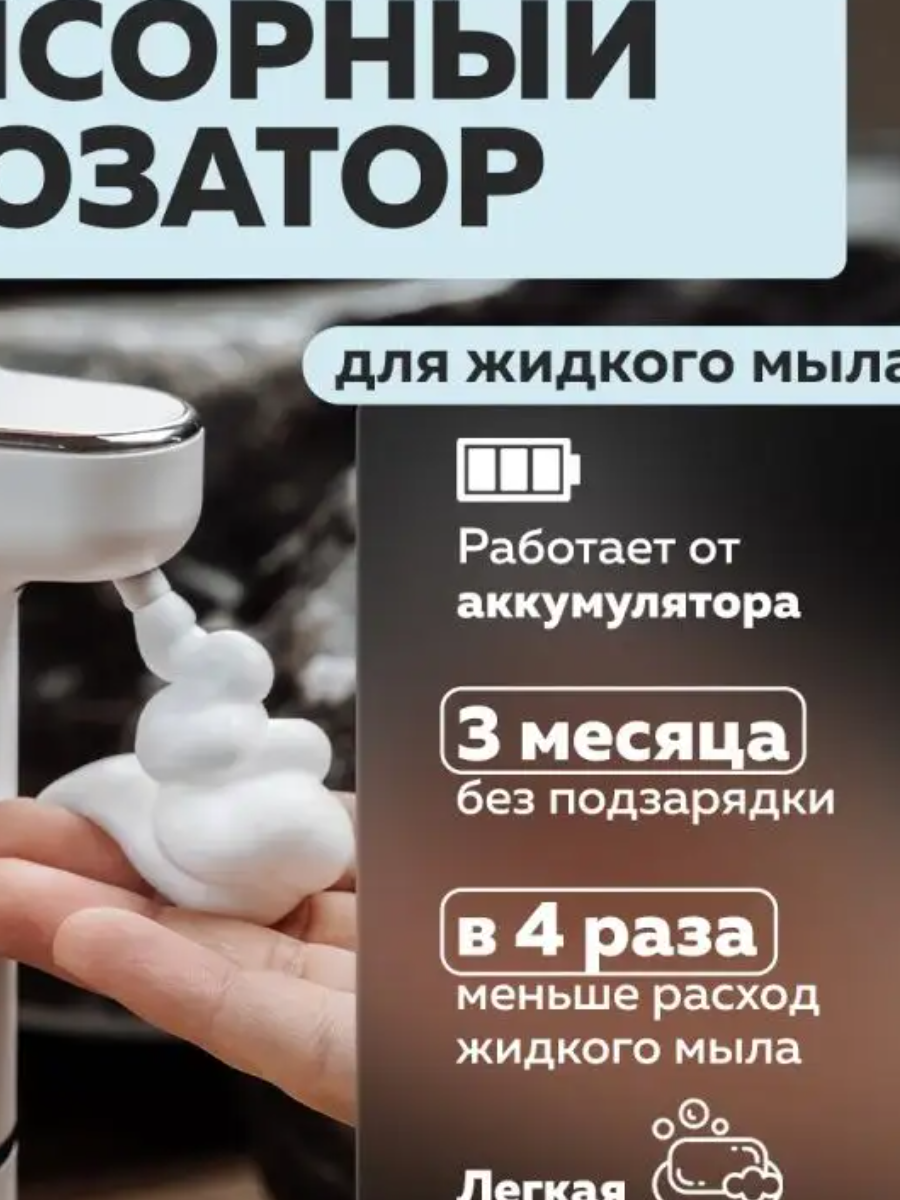 СОРНЫЙ
ОЗАТОР
для жидкого мыла
Работает от
аккумулятора
3 месяца
без подзарядки
в 4 раза
меньше расход
жидкого мыла
Легкая